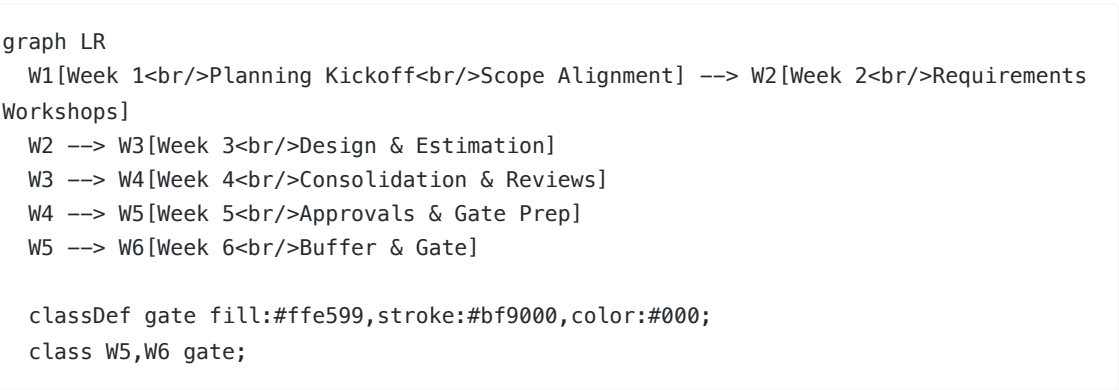 graph LR
  W1[Week 1<br/>Planning Kickoff<br/>Scope Alignment] --> W2[Week 2<br/>Requirements
Workshops]
  W2 --> W3[Week 3<br/>Design & Estimation]
  W3 --> W4[Week 4<br/>Consolidation & Reviews]
  W4 --> W5[Week 5<br/>Approvals & Gate Prep]
  W5 --> W6[Week 6<br/>Buffer & Gate]

  classDef gate fill:#ffe599,stroke:#bf9000,color:#000;
  class W5,W6 gate;